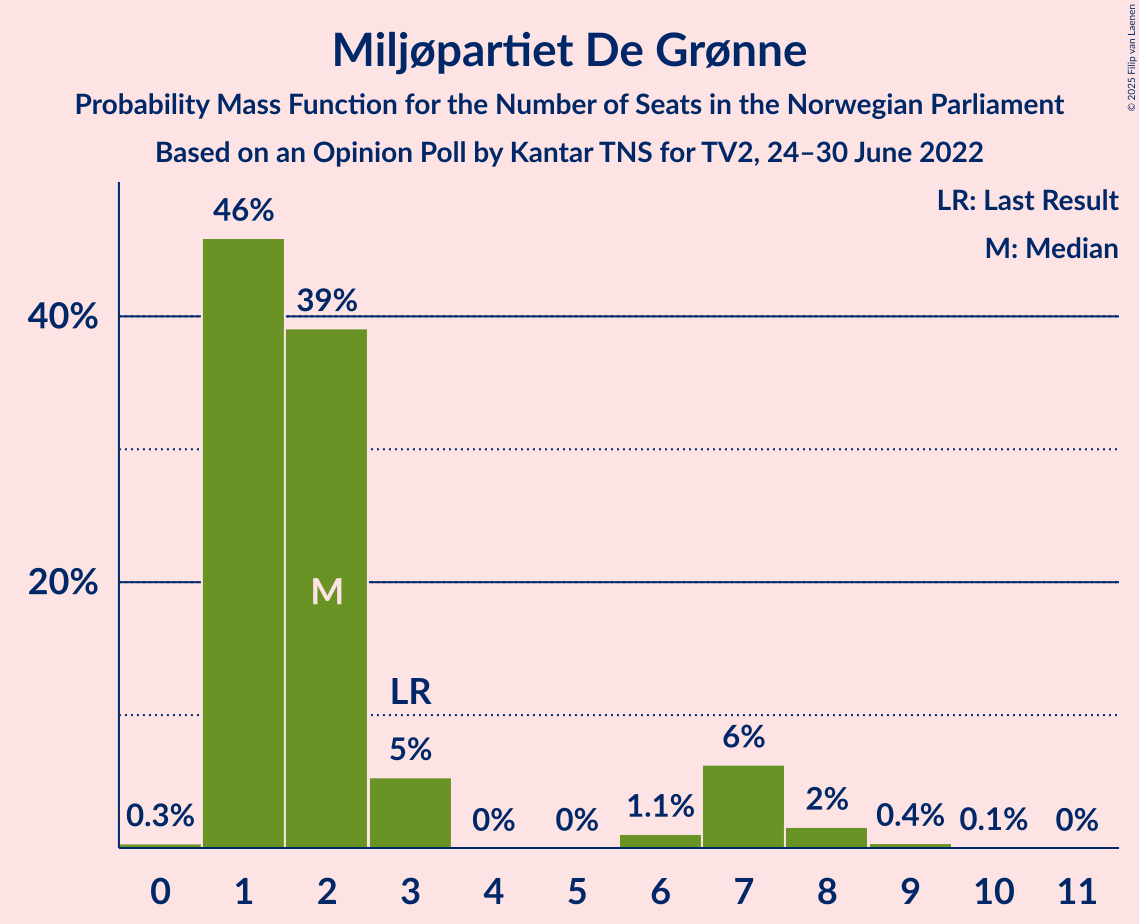 Miljøpartiet De Grønne
Probability Mass Function for the Number of Seats in the Norwegian Parliament
Based on an Opinion Poll by Kantar TNS for TV2, 24–30 June 2022
© 2025 Filip van Laenen
LR: Last Result
M: Median
46%
39%
40%
20%
M
LR
5%
6%
0.3%
0%
0%
1.1%
2%
0.4%
0.1%
0%
0 1 2 3 4 5 6 7 8 9 10 11